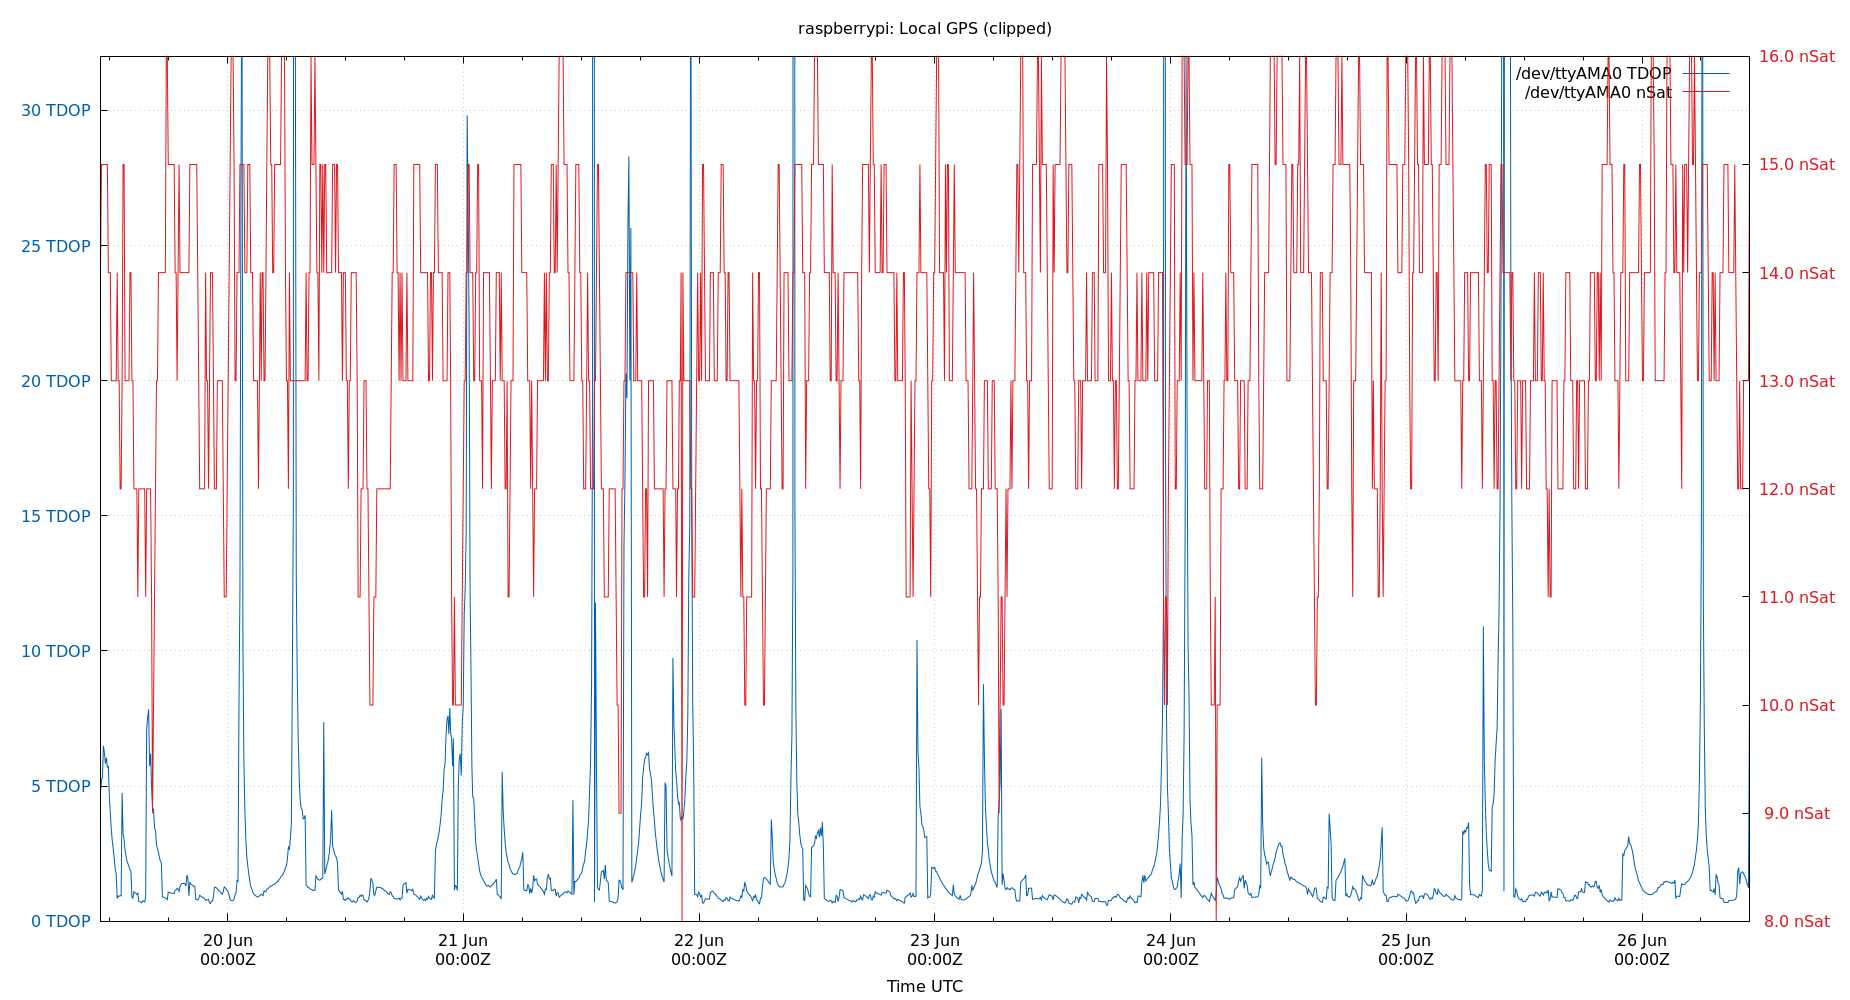 raspberrypi: Local GPS (clipped)
/dev/ttyAMA0 TDOP
/dev/ttyAMA0 nSat
30 TDOP
25 TDOP
20 TDOP
15 TDOP
10 TDOP
5 TDOP
0 TDOP
16.0 nSat
15.0 nSat
14.0 nSat
13.0 nSat
12.0 nSat
11.0 nSat
10.0 nSat
9.0 nSat
8.0 nSat
20 Jun 21 Jun 22 Jun 23 Jun 24 Jun 25 Jun 26 Jun
00:00Z 00:00Z 00:00Z 00:00Z 00:00Z 00:00Z 00:00Z
Time UTC